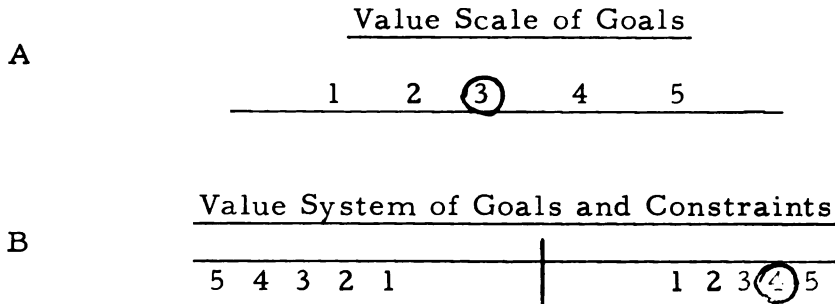 Value Scale of Goals
A
1 2 3 4 5
Value System of Goals and Constraints
B
5 4 3 2 1 1 2 3 4 5